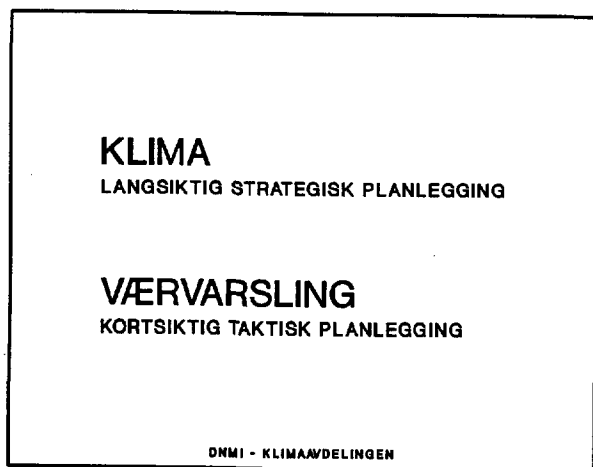 KLIMA
LANGSIKTIG STRATEGISK PLANLEGGING
VÆRVARSLING
KORTSIKTIG TAKTISK PLANLEGGING
DNMI - KLIMAAVDELINGEN